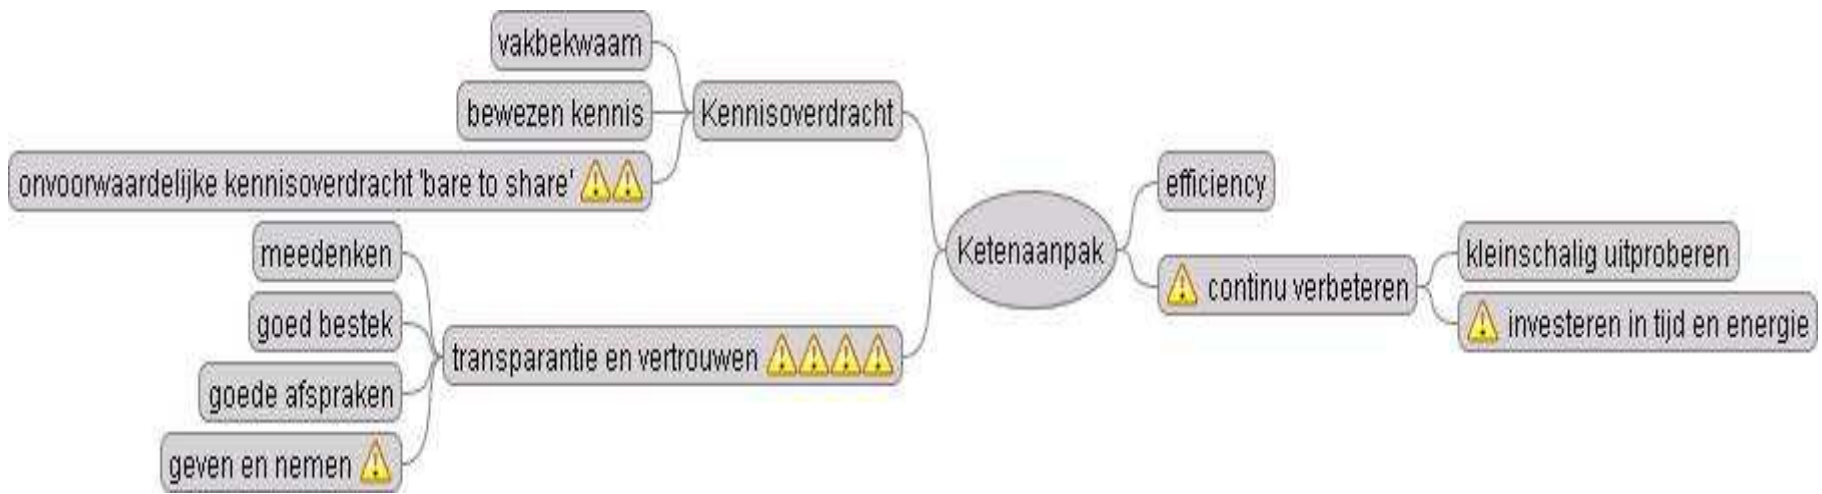 vakbekwaam
bewezen kennis
onvoorwaardelijke kennisoverdracht 'bare to share'
Kennisoverdracht
meedenken
goed bestek
goede afspraken
geven en nemen
transparantie en vertrouwen
Ketenaanpak
efficiency
continu verbeteren
kleinschalig uitproberen
investeren in tijd en energie